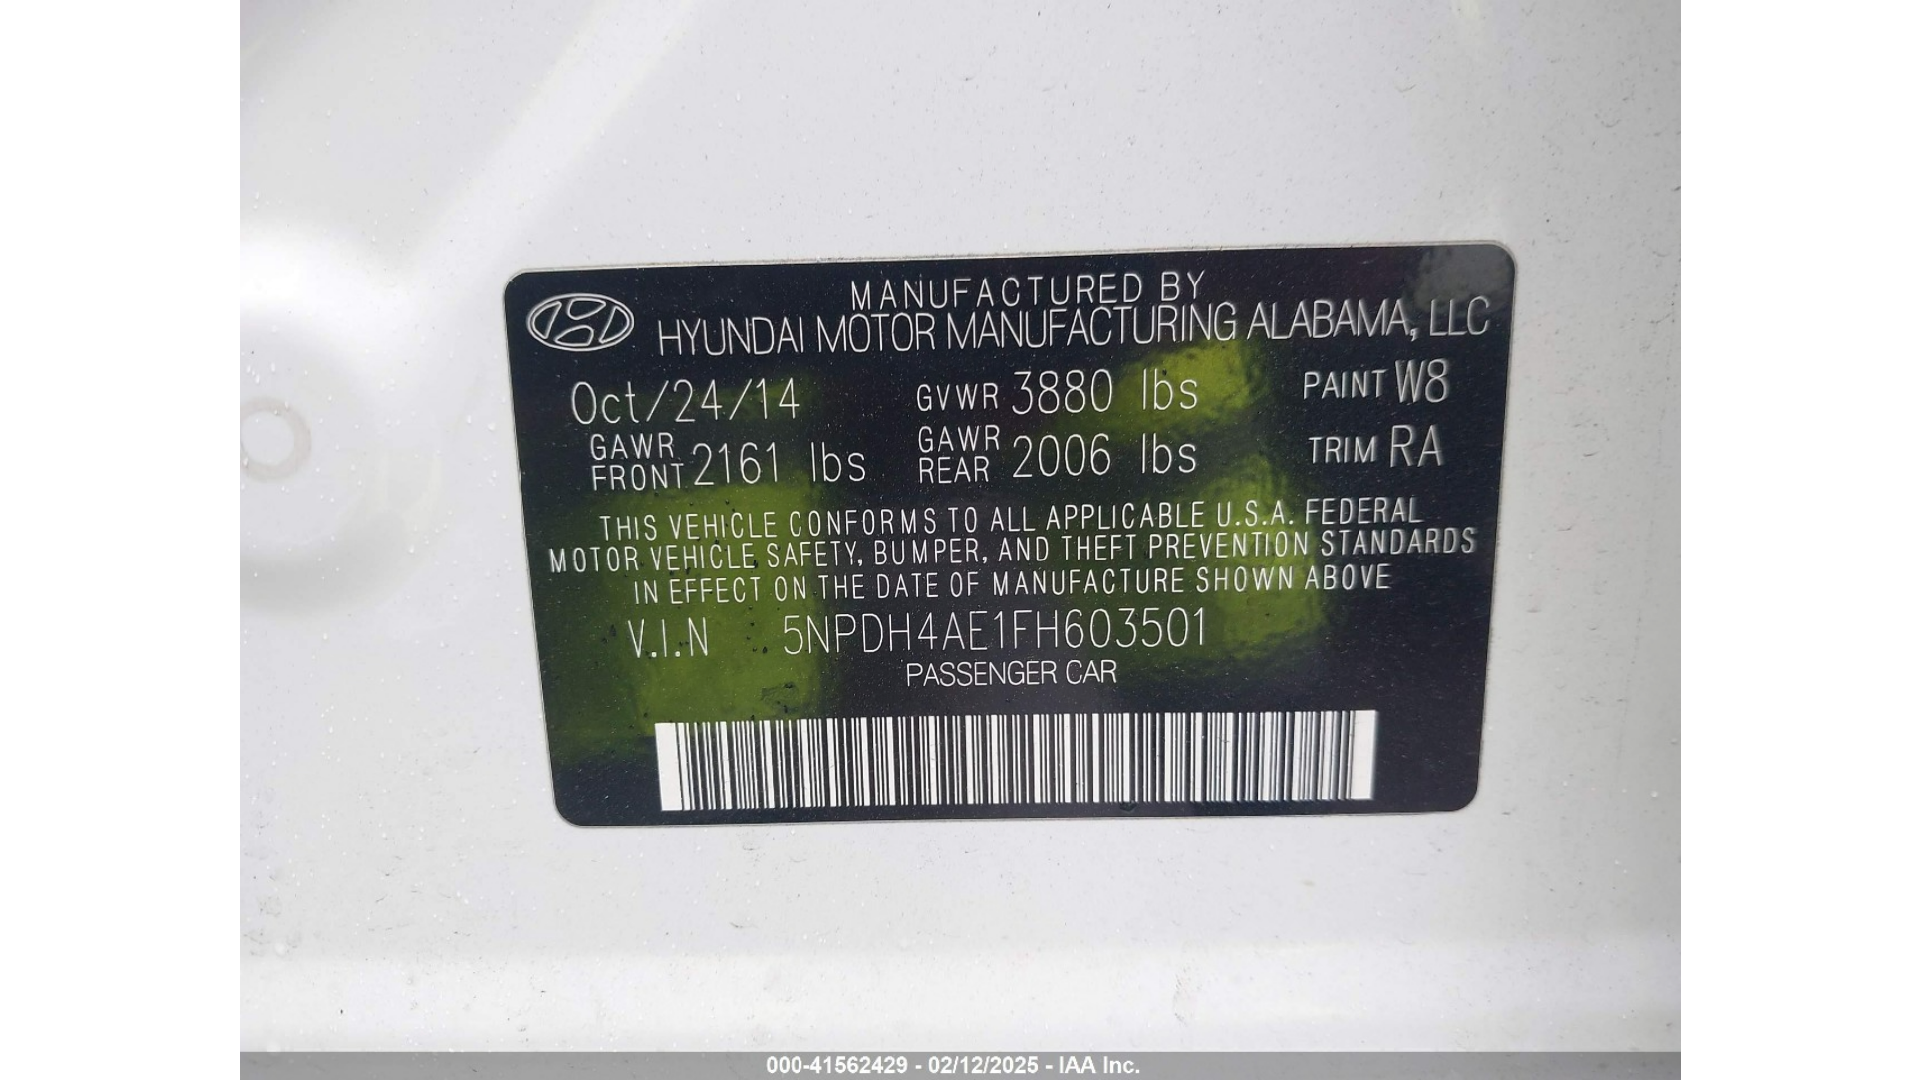 MANUFACTURED BY
HYUNDAI MOTOR MANUFACTURING ALABAMA, LLC
Oct/24/14 GVWR 3880 lbs PAINT W8
GAWR FRONT 2161 lbs GAWR REAR 2006 lbs TRIM RA
THIS VEHICLE CONFORMS TO ALL APPLICABLE U.S.A. FEDERAL
MOTOR VEHICLE SAFETY, BUMPER, AND THEFT PREVENTION STANDARDS
IN EFFECT ON THE DATE OF MANUFACTURE SHOWN ABOVE
V.I.N 5NPDH4AE1FH603501
PASSENGER CAR
000-41562429 - 02/12/2025 - IAA Inc.